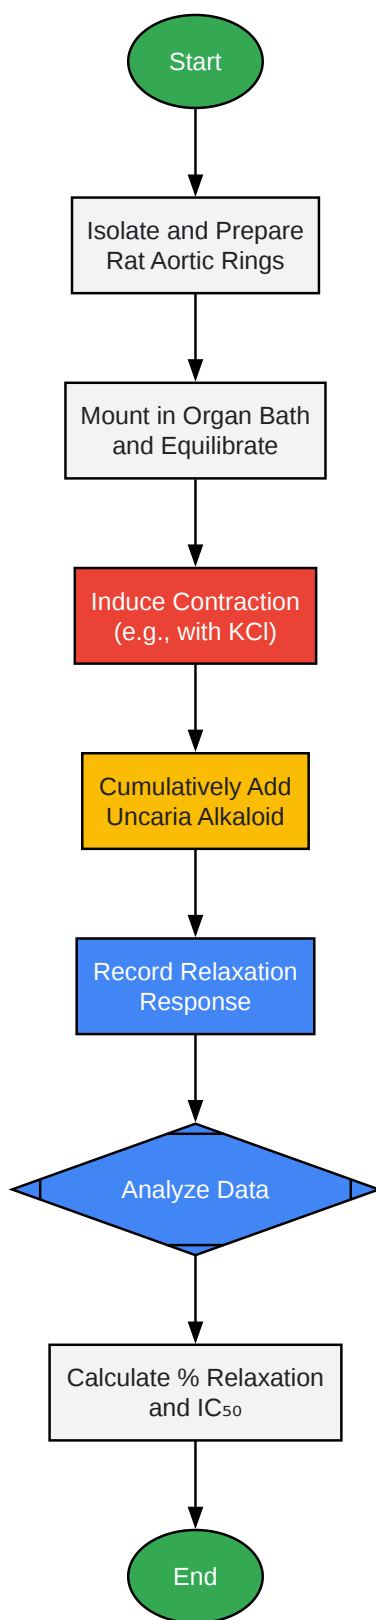 Start
Isolate and Prepare
Rat Aortic Rings
Mount in Organ Bath
and Equilibrate
Induce Contraction
(e.g., with KCl)
Cumulatively Add
Uncaria Alkaloid
Record Relaxation
Response
Analyze Data
Calculate % Relaxation
and IC₅₀
End